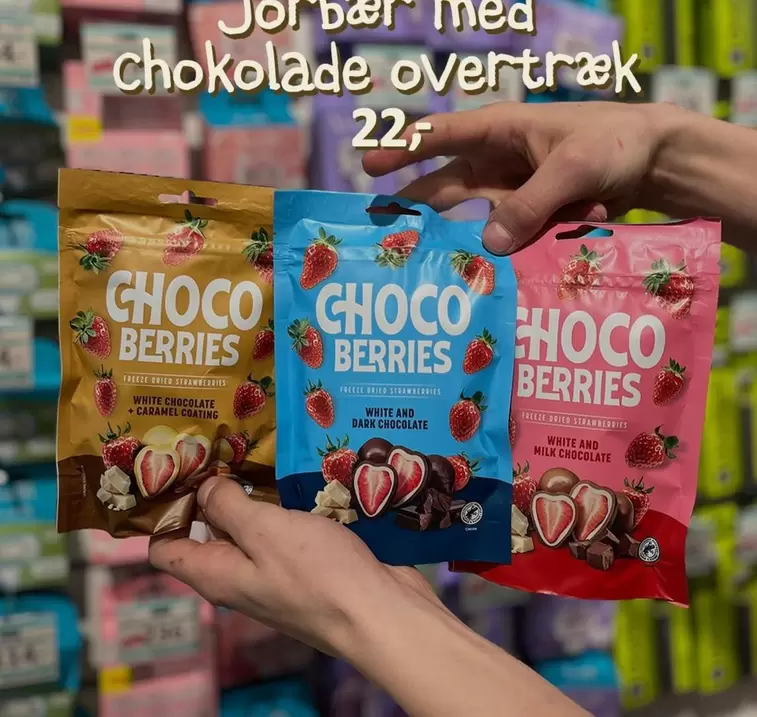 Jorbær med
chokolade overtræk
22,-
CHOCO
BERRIES
FREEZE DRIED STRAWBERRIES
WHITE CHOCOLATE
+ CARAMEL COATING
CHOCO
BERRIES
FREEZE DRIED STRAWBERRIES
WHITE AND
DARK CHOCOLATE
CHOCO
BERRIES
FREEZE DRIED STRAWBERRIES
WHITE AND
MILK CHOCOLATE